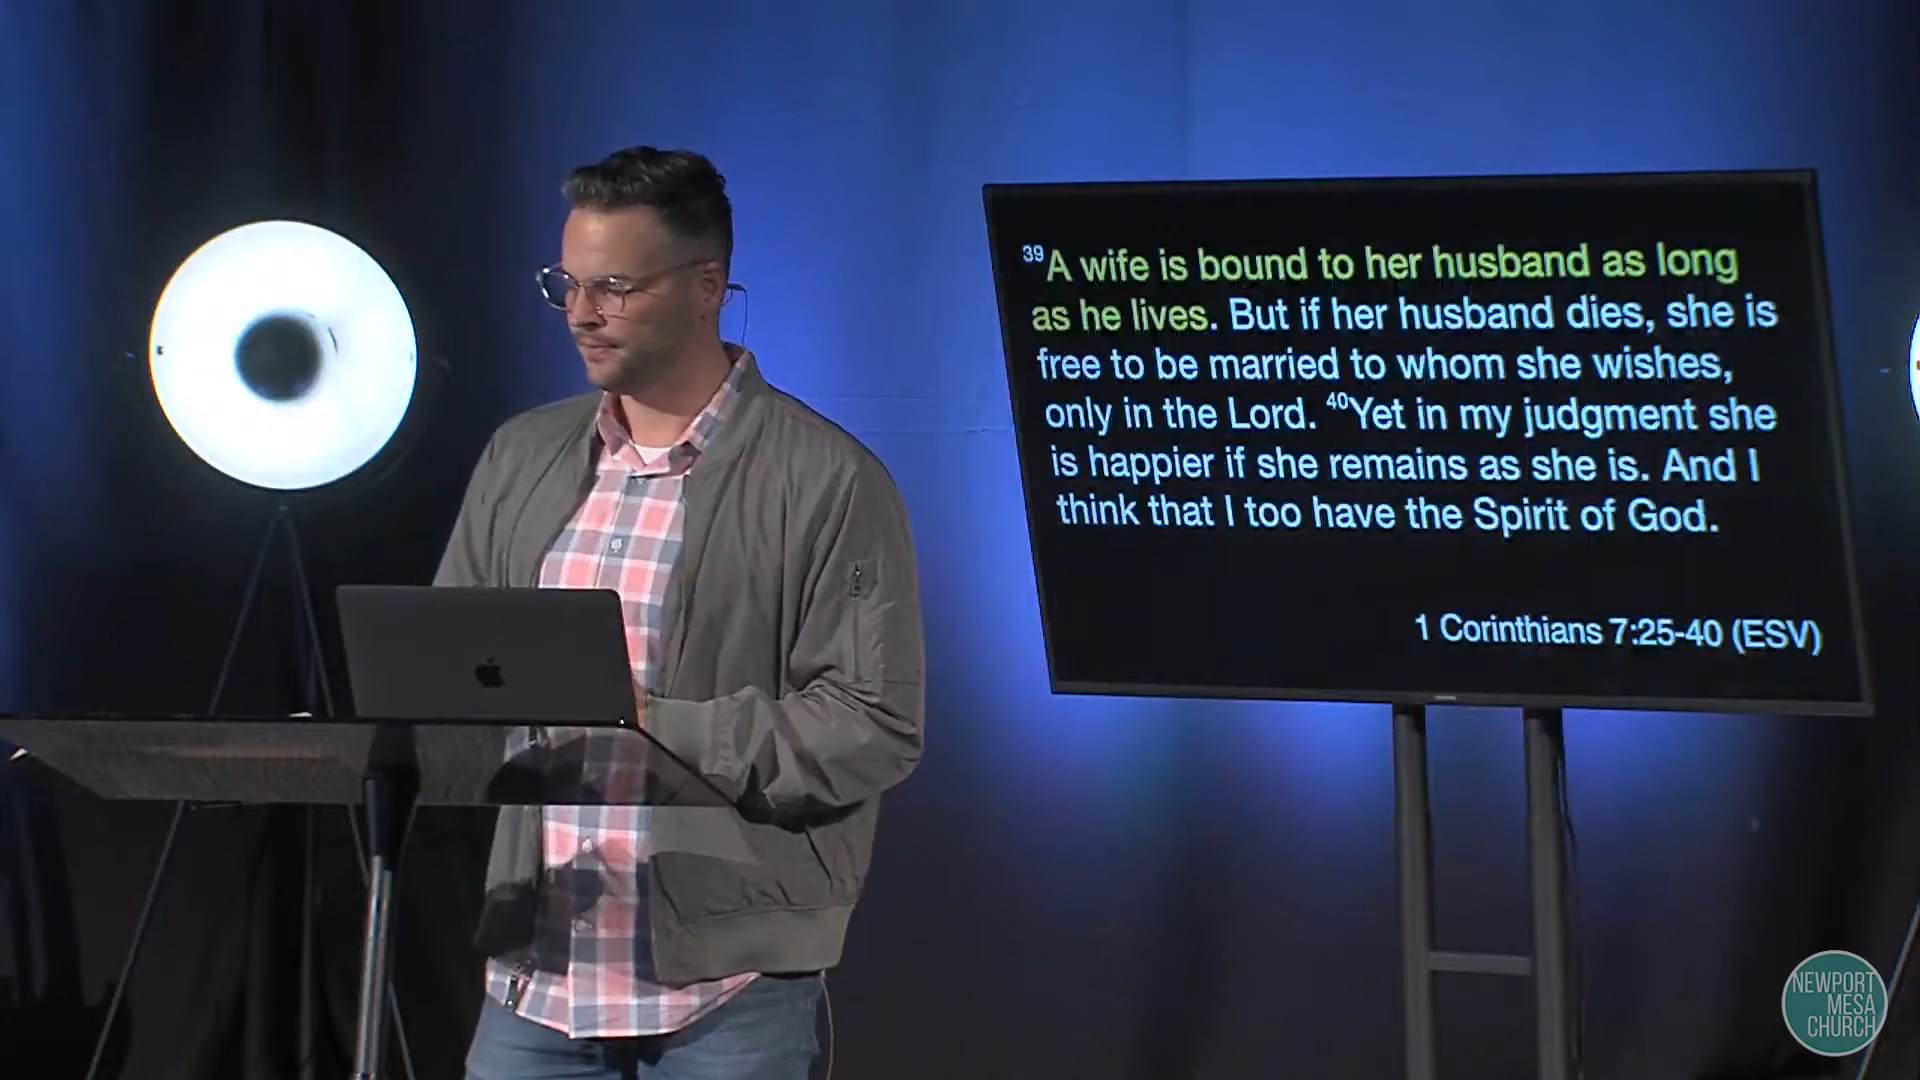 ³⁹A wife is bound to her husband as long
as he lives. But if her husband dies, she is
free to be married to whom she wishes,
only in the Lord. ⁴⁰Yet in my judgment she
is happier if she remains as she is. And I
think that I too have the Spirit of God.
1 Corinthians 7:25-40 (ESV)
NEWPORT
MESA
CHURCH